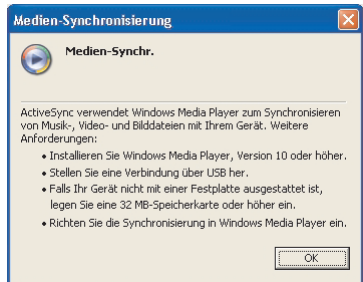 Medien-Synchronisierung
Medien-Synchr.
ActiveSync verwendet Windows Media Player zum Synchronisieren
von Musik-, Video- und Bilddateien mit Ihrem Gerät. Weitere
Anforderungen:
• Installieren Sie Windows Media Player, Version 10 oder höher.
• Stellen Sie eine Verbindung über USB her.
• Falls Ihr Gerät nicht mit einer Festplatte ausgestattet ist,
legen Sie eine 32 MB-Speicherkarte oder höher ein.
• Richten Sie die Synchronisierung in Windows Media Player ein.
OK